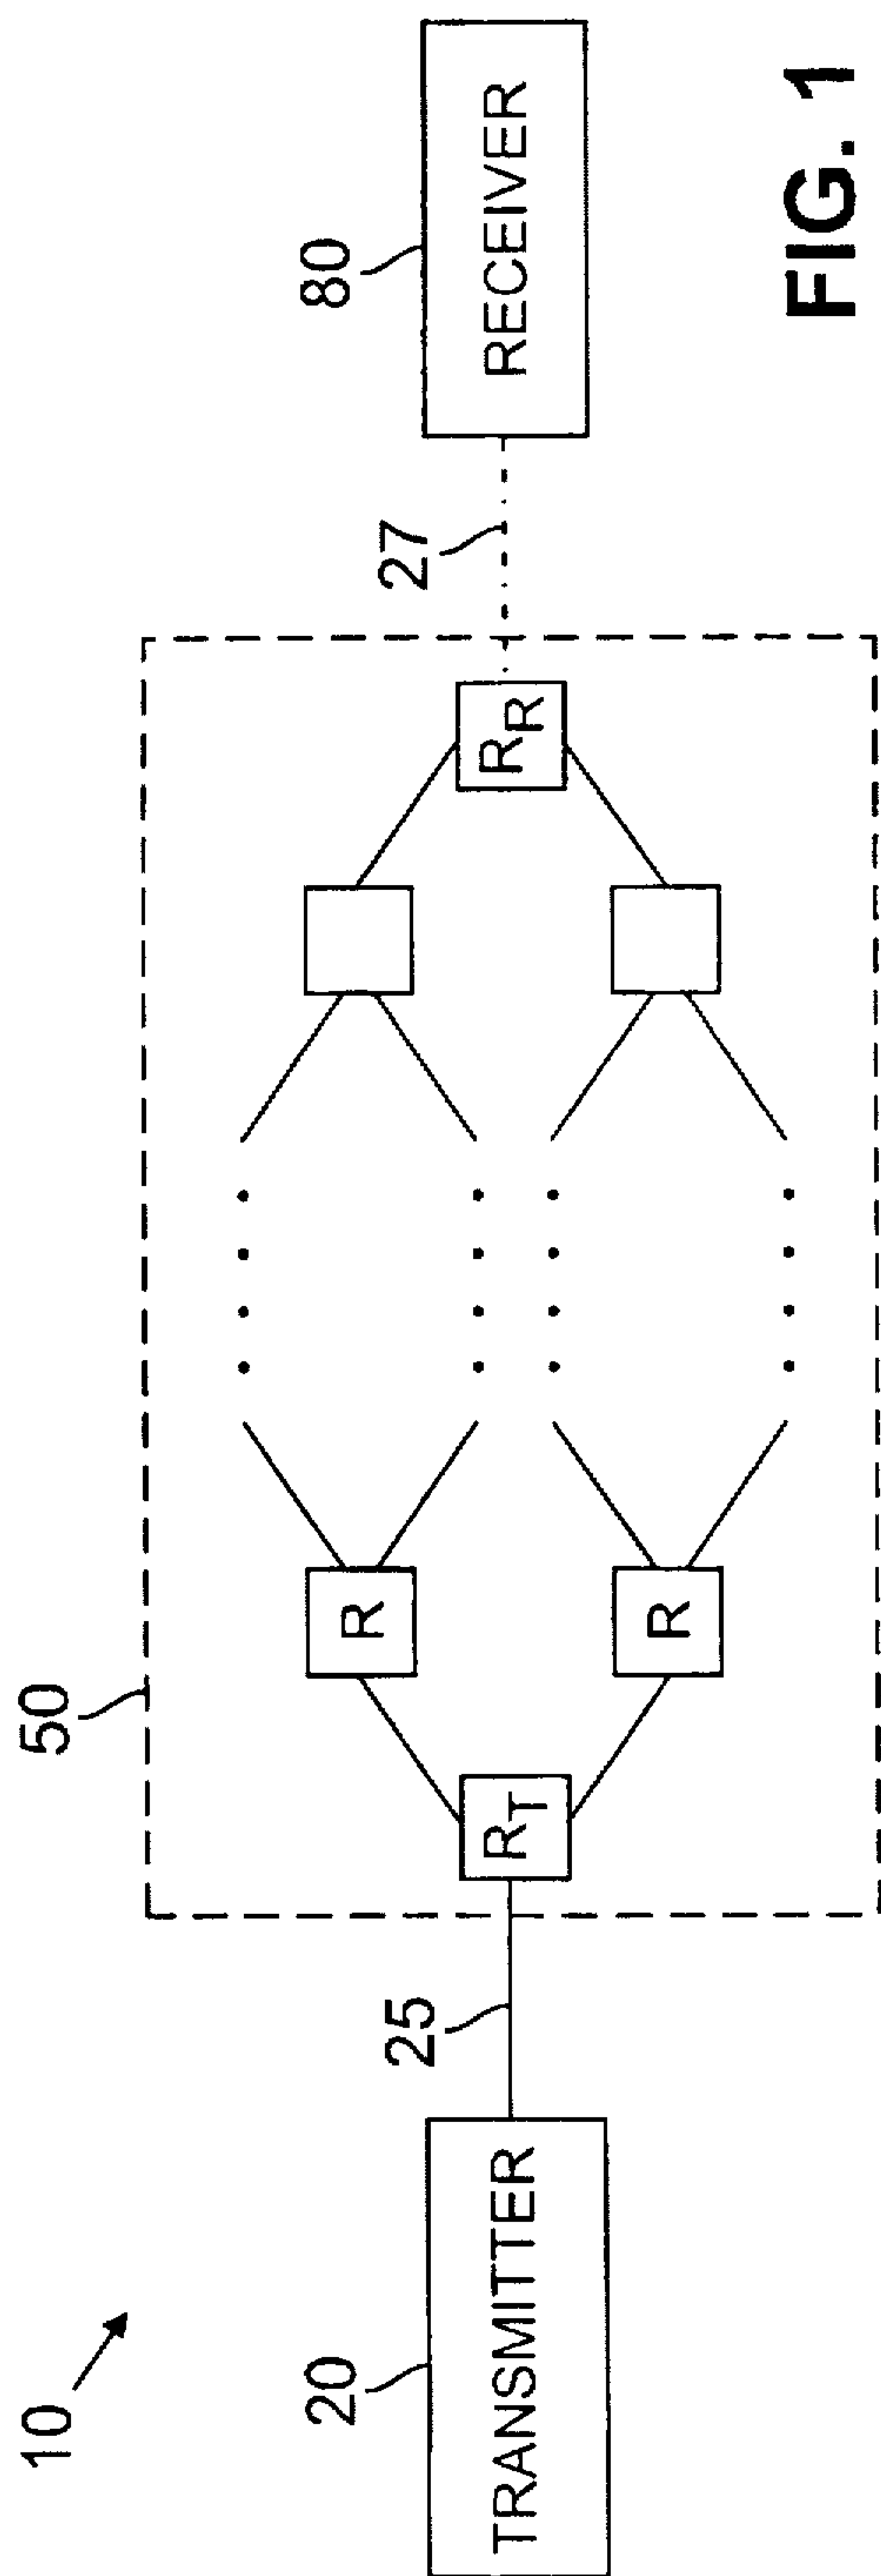 10
20
TRANSMITTER
25
50
R_T
R
R
R_R
27
80
RECEIVER
FIG. 1